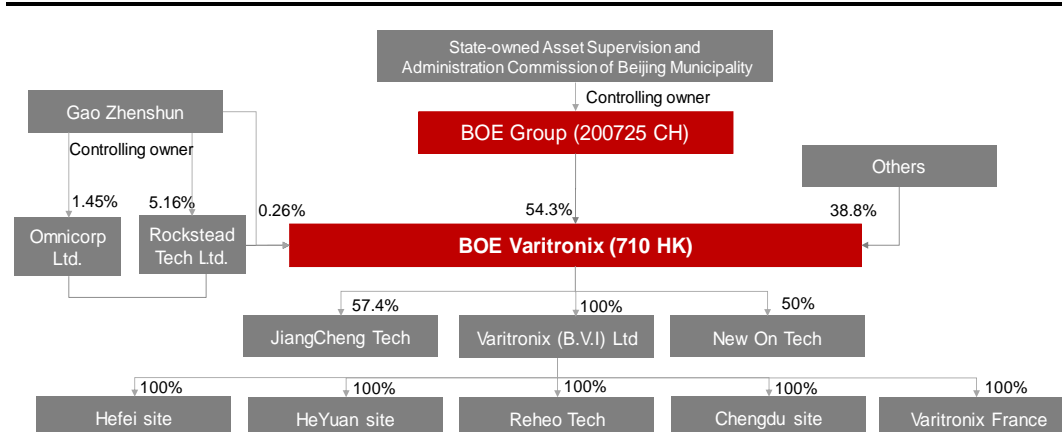 State-owned Asset Supervision and
Administration Commission of Beijing Municipality
Controlling owner
Gao Zhenshun
BOE Group (200725 CH)
Controlling owner
Others
1.45%
5.16%
0.26%
54.3%
38.8%
Omnicorp
Ltd.
Rockstead
Tech Ltd.
BOE Varitronix (710 HK)
57.4%
100%
50%
JiangCheng Tech
Varitronix (B.V.I) Ltd
New On Tech
100%
100%
100%
100%
100%
Hefei site
HeYuan site
Reheo Tech
Chengdu site
Varitronix France